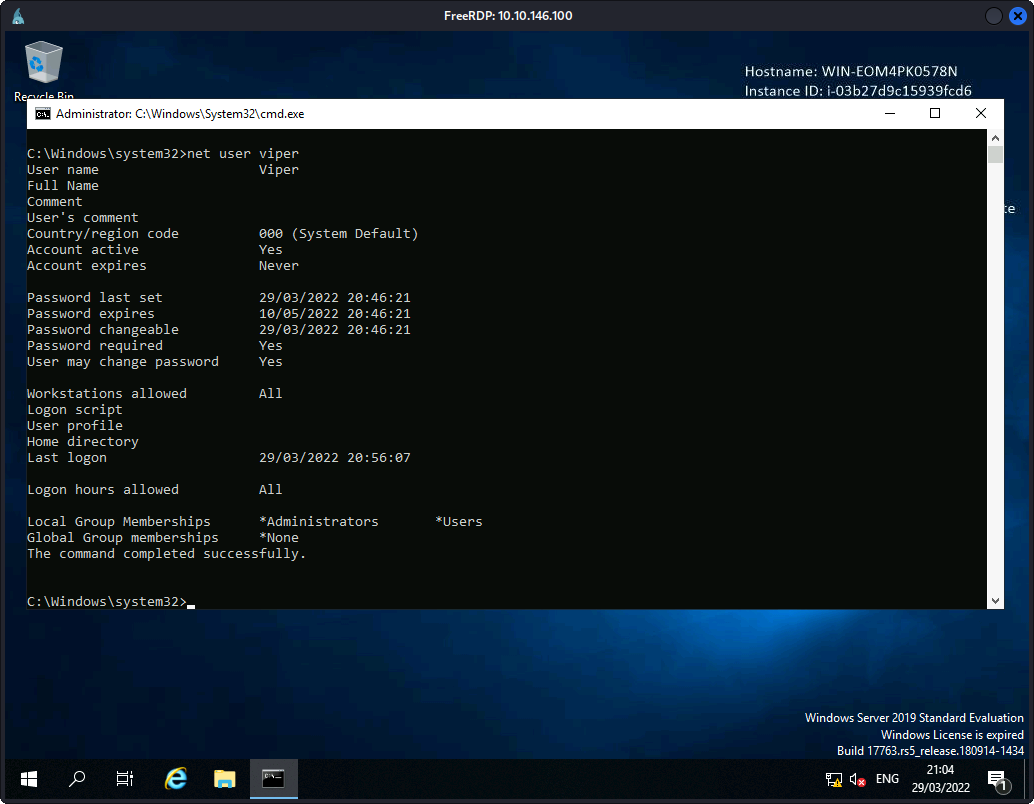 FreeRDP: 10.10.146.100
Hostname: WIN-EOM4PK0578N
Instance ID: i-03b27d9c15939fcd6
Recycle Bin
Administrator: C:\Windows\System32\cmd.exe
C:\Windows\system32>net user viper
User name                    Viper
Full Name
Comment
User's comment
Country/region code          000 (System Default)
Account active               Yes
Account expires              Never
Password last set            29/03/2022 20:46:21
Password expires             10/05/2022 20:46:21
Password changeable          29/03/2022 20:46:21
Password required            Yes
User may change password     Yes
Workstations allowed         All
Logon script
User profile
Home directory
Last logon                   29/03/2022 20:56:07
Logon hours allowed          All
Local Group Memberships      *Administrators       *Users
Global Group memberships     *None
The command completed successfully.
C:\Windows\system32>
Windows Server 2019 Standard Evaluation
Windows License is expired
Build 17763.rs5_release.180914-1434
ENG
21:04
29/03/2022
1